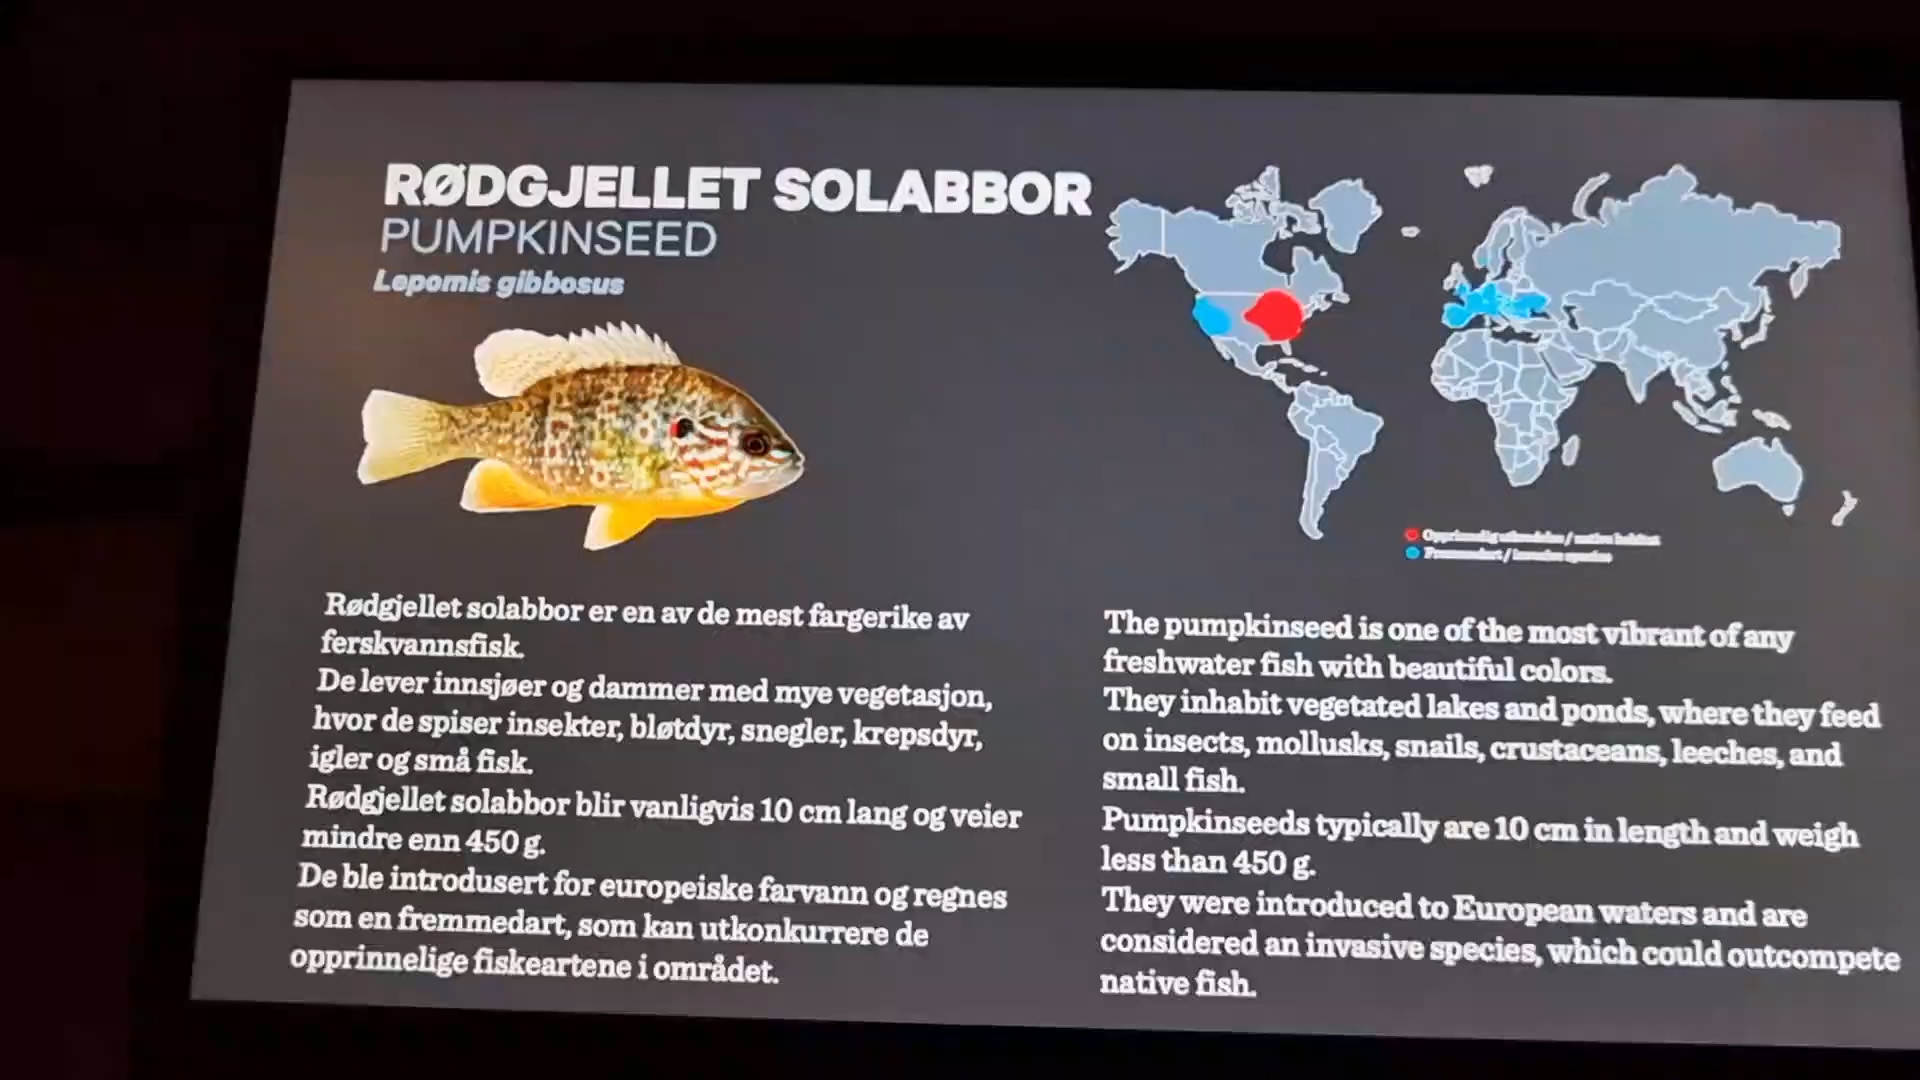 RØDGJELLET SOLABBOR
PUMPKINSEED
Lepomis gibbosus
/ native habitat
Fremmedart / Invasive species
Rødgjellet solabbor er en av de mest fargerike av
ferskvannsfisk.
De lever innsjøer og dammer med mye vegetasjon,
hvor de spiser insekter, bløtdyr, snegler, krepsdyr,
igler og små fisk.
Rødgjellet solabbor blir vanligvis 10 cm lang og veier
mindre enn 450 g.
De ble introdusert for europeiske farvann og regnes
som en fremmedart, som kan utkonkurrere de
opprinnelige fiskeartene i området.
The pumpkinseed is one of the most vibrant of any
freshwater fish with beautiful colors.
They inhabit vegetated lakes and ponds, where they feed
on insects, mollusks, snails, crustaceans, leeches, and
small fish.
Pumpkinseeds typically are 10 cm in length and weigh
less than 450 g.
They were introduced to European waters and are
considered an invasive species, which could outcompete
native fish.